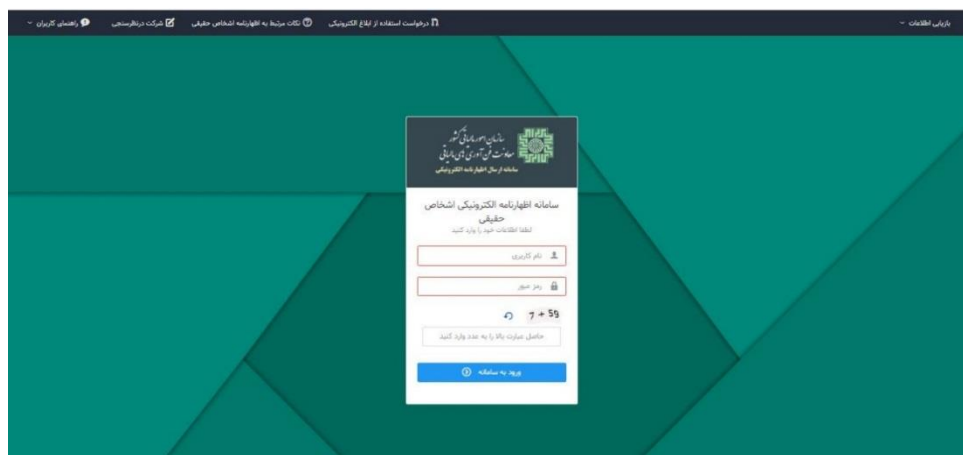 بازیابی اطلاعات
درخواست استفاده از ابلاغ الکترونیکی
نکات مرتبط به اظهارنامه اشخاص حقیقی
شرکت درنظرسنجی
راهنمای کاربران
سازمان امور مالیاتی کشور
معاونت فن آوری های مالیاتی
سامانه ارسال اظهارنامه الکترونیکی
سامانه اظهارنامه الکترونیکی اشخاص
حقیقی
لطفا اطلاعات خود را وارد کنید
نام کاربری
رمز عبور
7 + 59
حاصل عبارت بالا را به عدد وارد کنید
ورود به سامانه